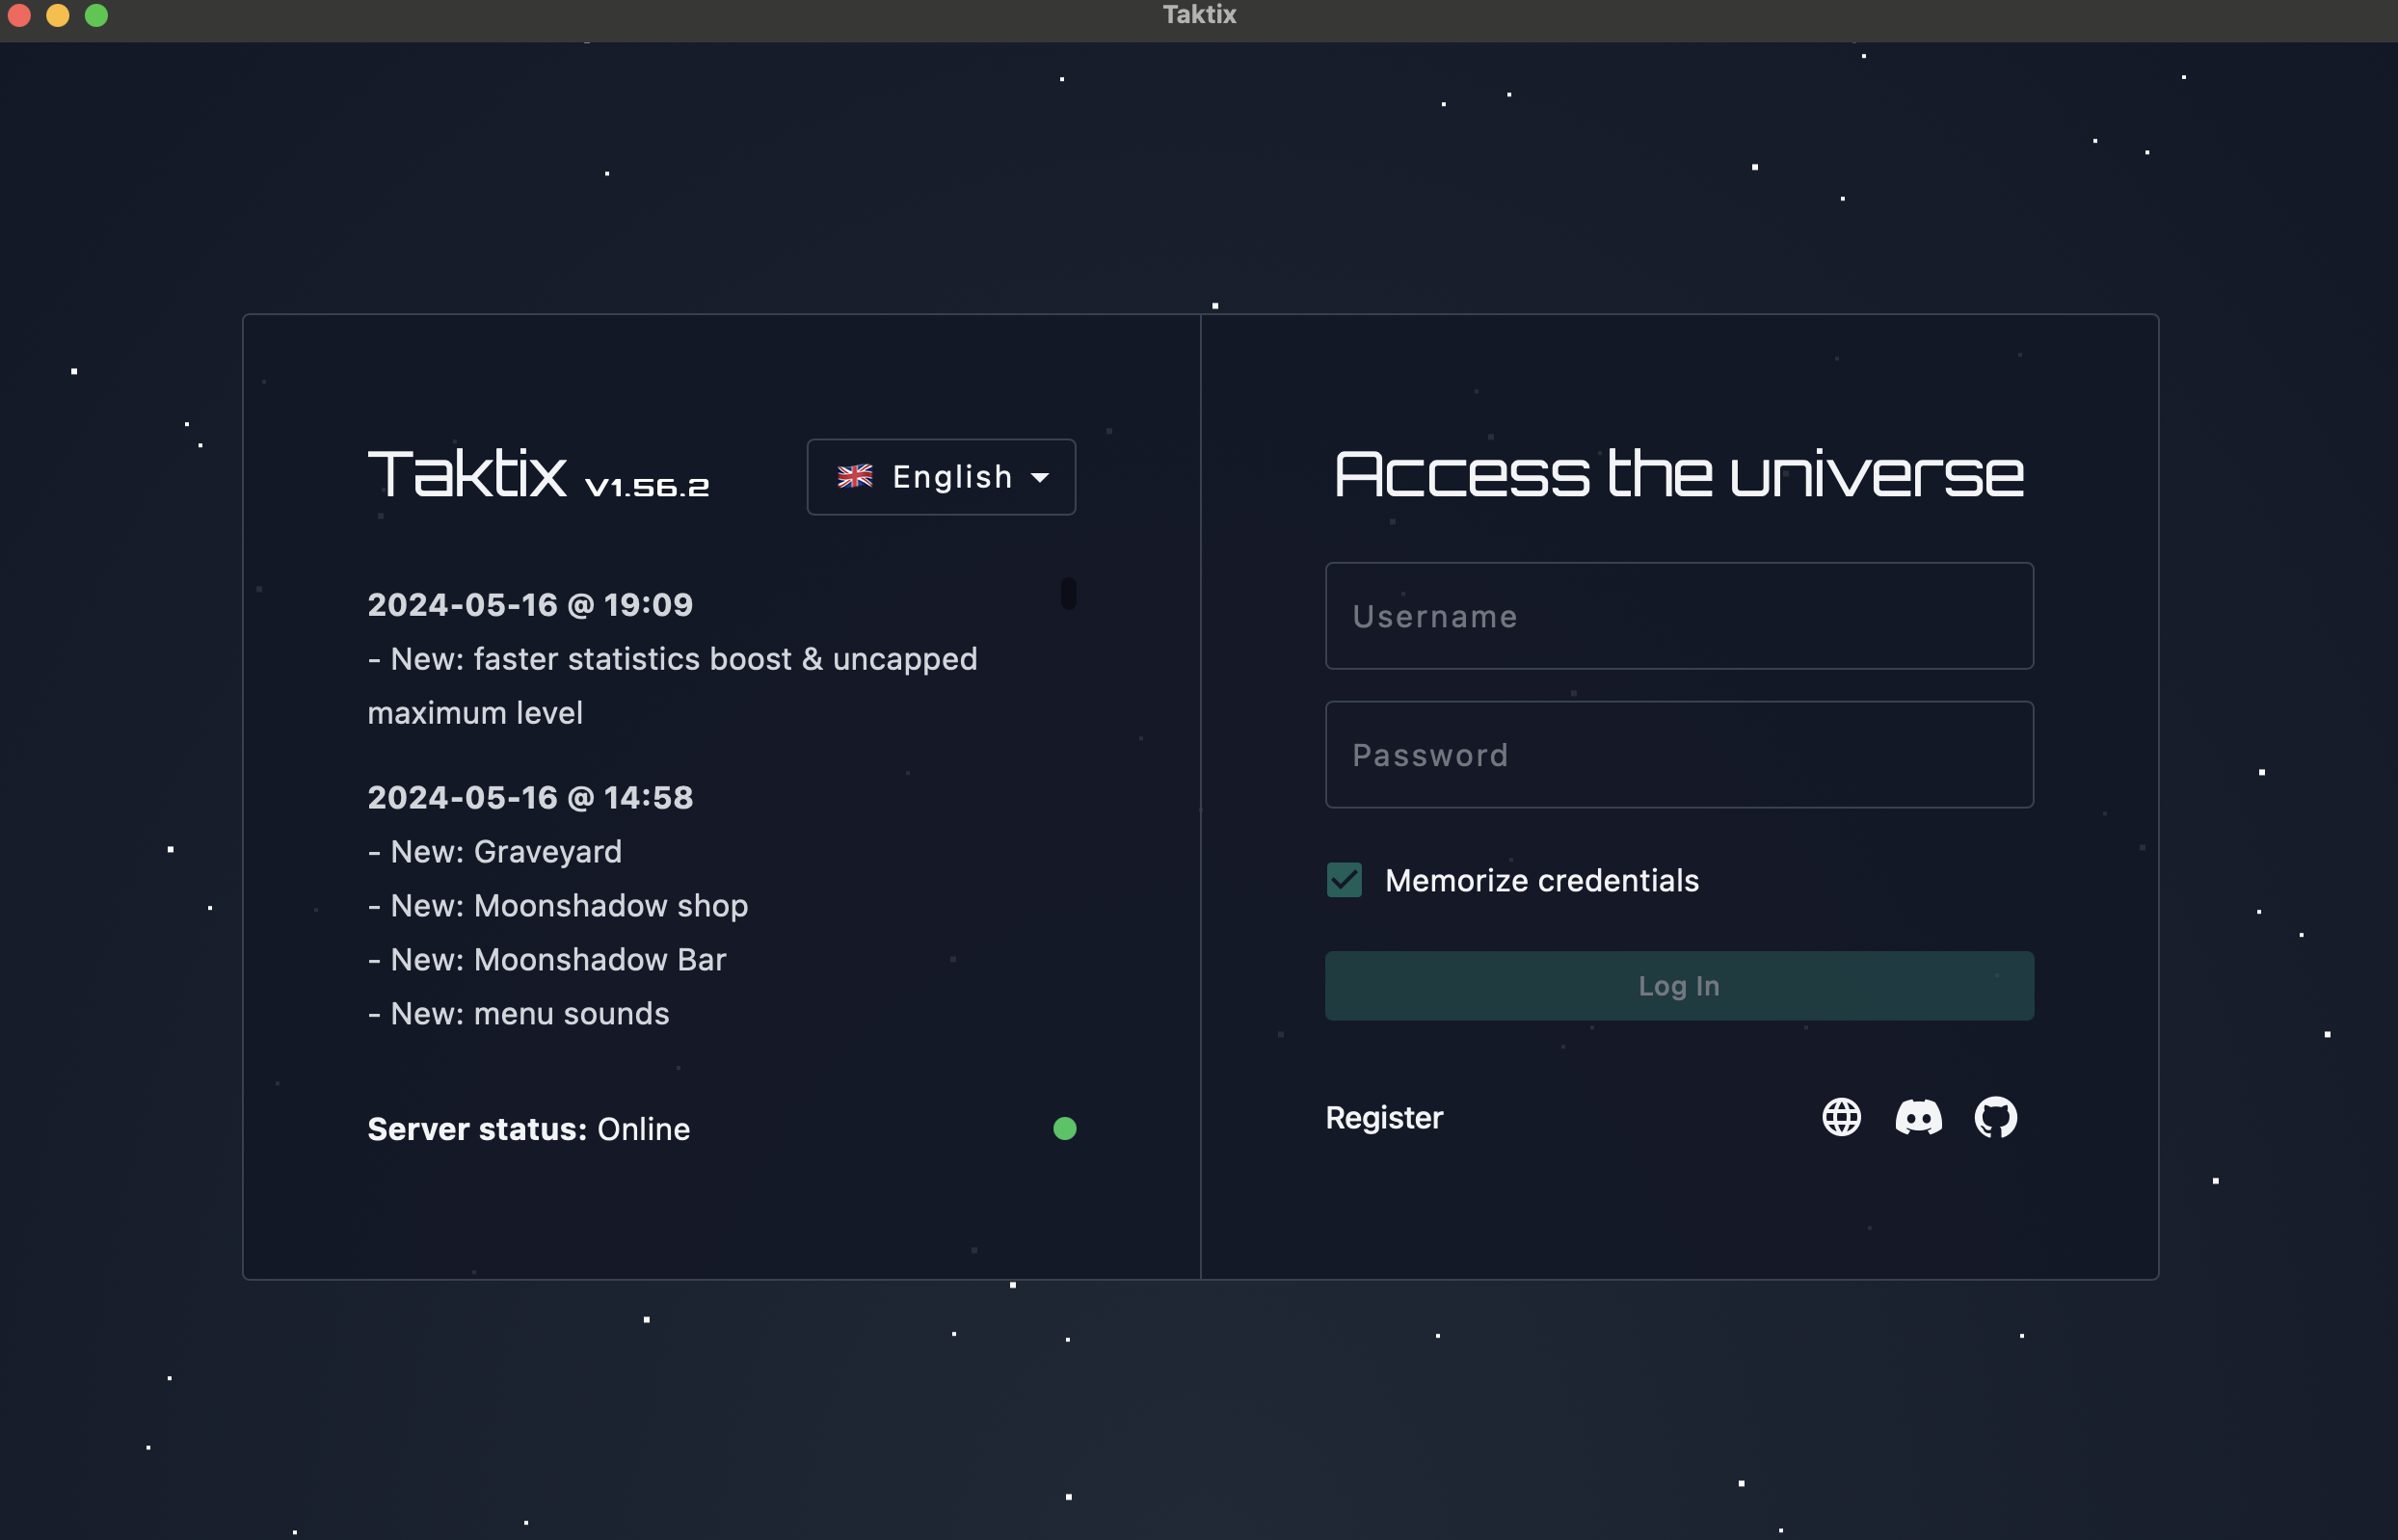 Taktix
Taktix v1.56.2
🇬🇧 English
2024-05-16 @ 19:09
- New: faster statistics boost & uncapped
maximum level
2024-05-16 @ 14:58
- New: Graveyard
- New: Moonshadow shop
- New: Moonshadow Bar
- New: menu sounds
Server status: Online
Access the universe
Username
Password
Memorize credentials
Log In
Register